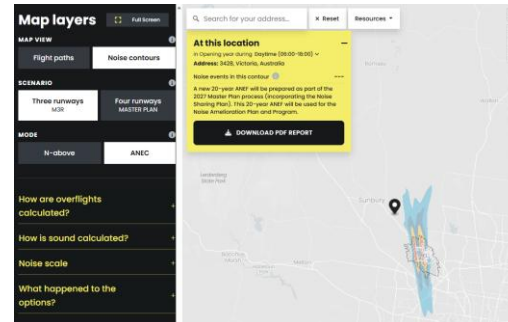 Map layers
Full Screen
MAP VIEW
Flight paths
Noise contours
SCENARIO
Three runways
M3R
Four runways
MASTER PLAN
MODE
N-above
ANEC
How are overflights
calculated?
How is sound calculated?
Noise scale
What happened to the
options?
Search for your address...
× Reset
Resources
At this location
in Opening year during Daytime (06:00-18:00)
Address: 3428, Victoria, Australia
Noise events in this contour
A new 20-year ANEF will be prepared as part of the
2027 Master Plan process (incorporating the Noise
Sharing Plan). This 20-year ANEF will be used for the
Noise Amelioration Plan and Program.
DOWNLOAD PDF REPORT
Sunbury